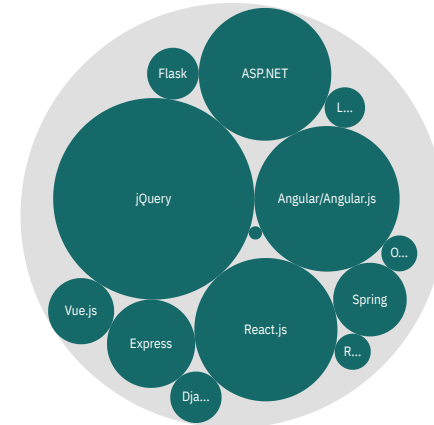 Flask
ASP.NET
L...
jQuery
Angular/Angular.js
O...
Spring
Vue.js
Express
React.js
R...
Dja...